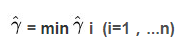 γ̂ = min γ̂ i (i=1 , ...n)